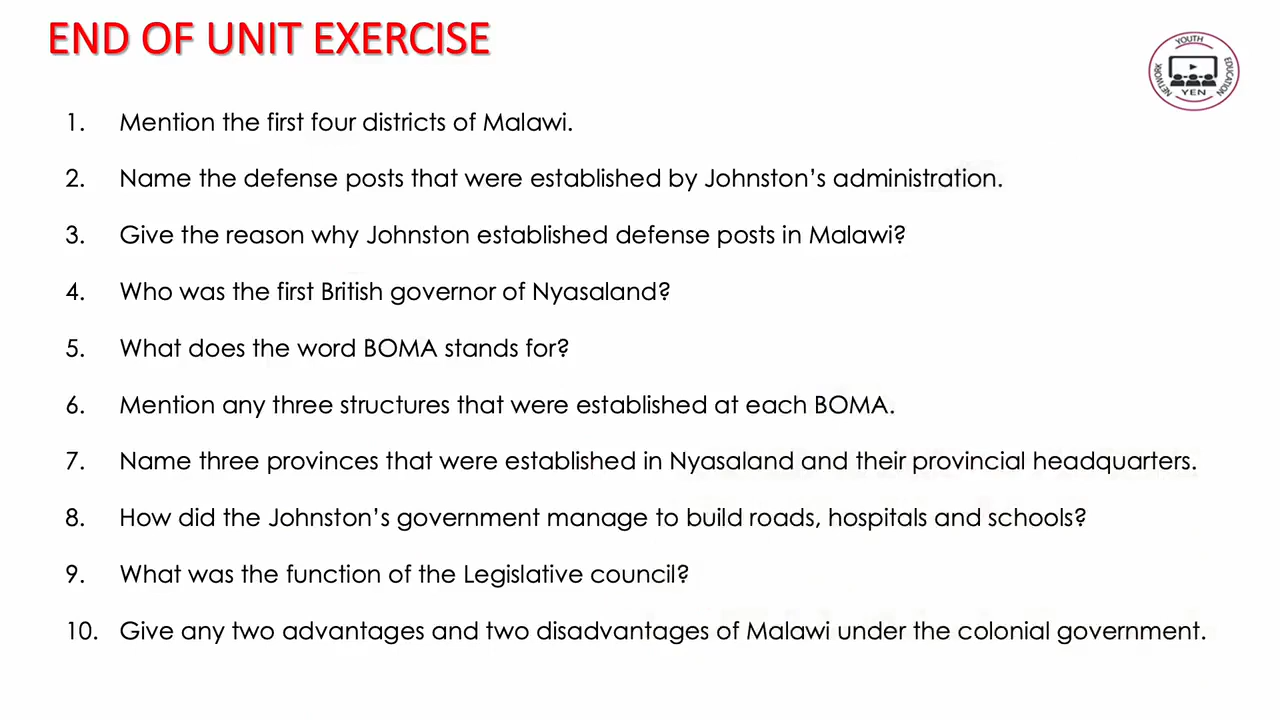 END OF UNIT EXERCISE
YOUTH
EDUCATION
NETWORK
YEN
1. Mention the first four districts of Malawi.
2. Name the defense posts that were established by Johnston's administration.
3. Give the reason why Johnston established defense posts in Malawi?
4. Who was the first British governor of Nyasaland?
5. What does the word BOMA stands for?
6. Mention any three structures that were established at each BOMA.
7. Name three provinces that were established in Nyasaland and their provincial headquarters.
8. How did the Johnston's government manage to build roads, hospitals and schools?
9. What was the function of the Legislative council?
10. Give any two advantages and two disadvantages of Malawi under the colonial government.